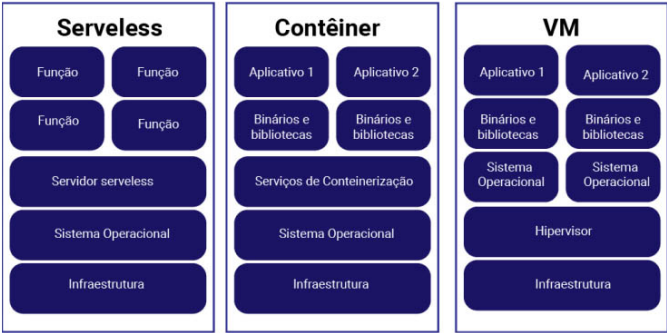 Serveless
Função
Função
Função
Função
Servidor serveless
Sistema Operacional
Infraestrutura
Contêiner
Aplicativo 1
Aplicativo 2
Binários e
bibliotecas
Binários e
bibliotecas
Serviços de Conteinerização
Sistema Operacional
Infraestrutura
VM
Aplicativo 1
Aplicativo 2
Binários e
bibliotecas
Binários e
bibliotecas
Sistema
Operacional
Sistema
Operacional
Hipervisor
Infraestrutura